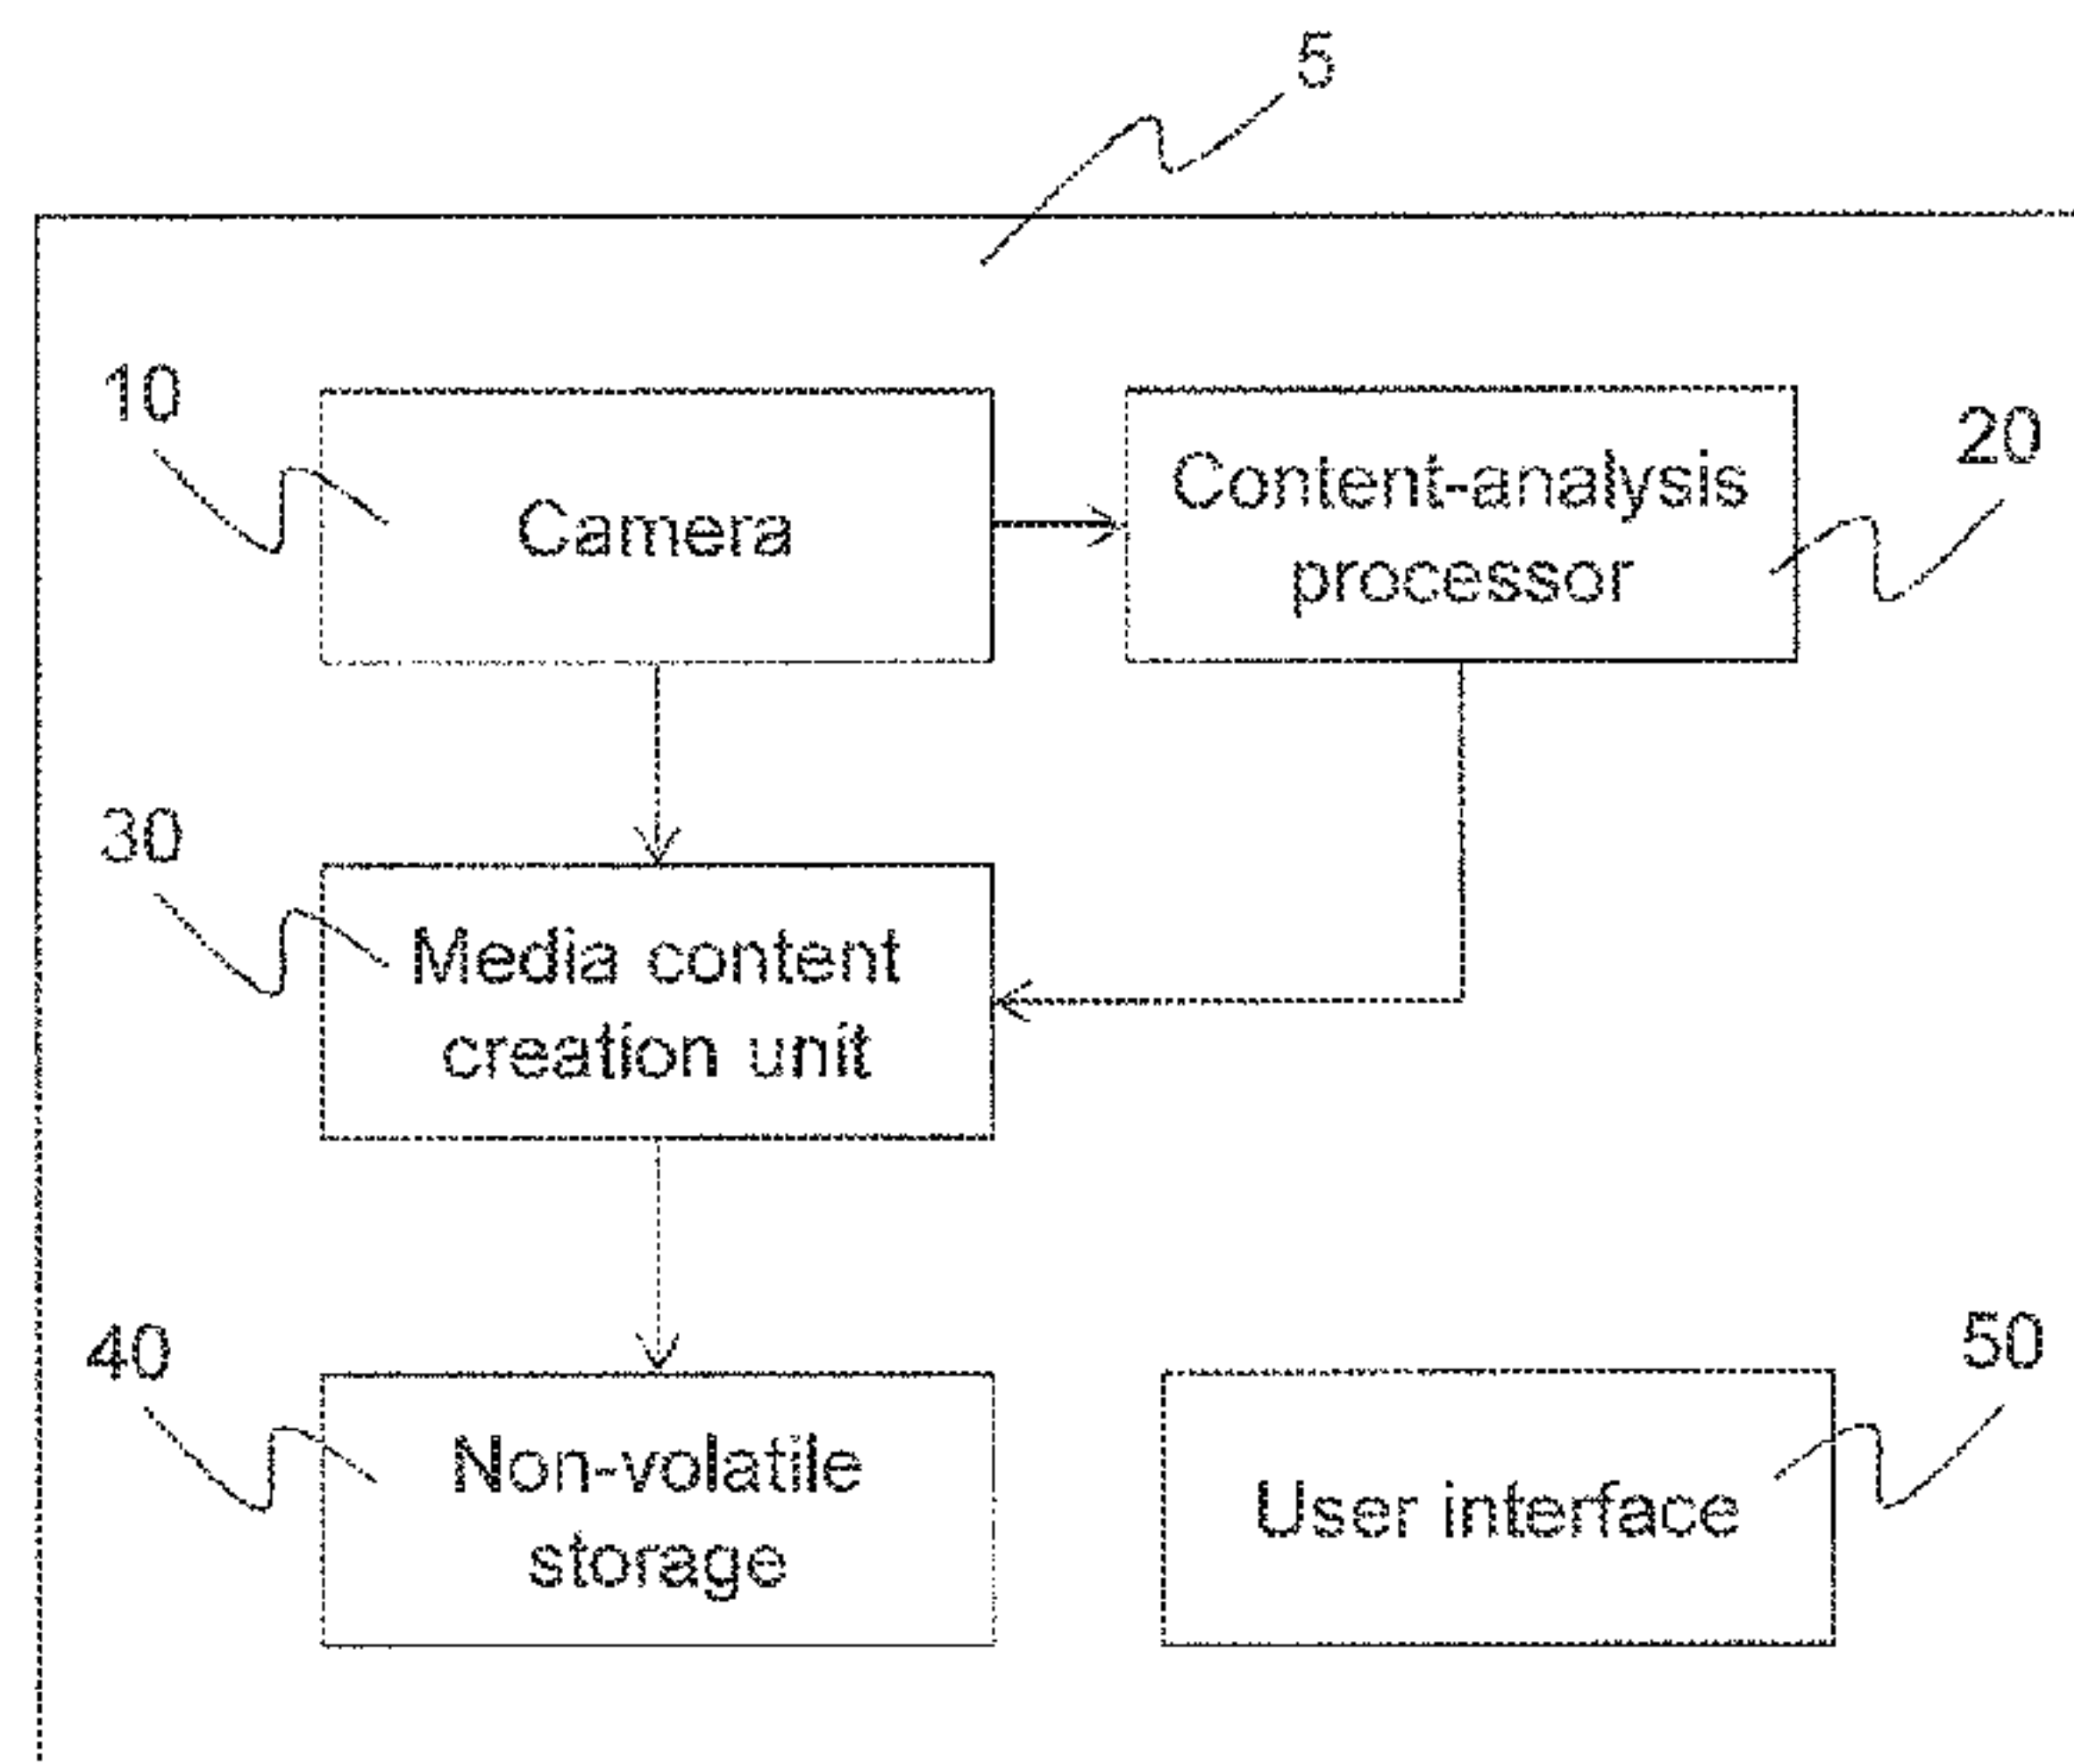 5
10
Camera
Content-analysis
processor
20
30
Media content
creation unit
40
Non-volatile
storage
User interface
50